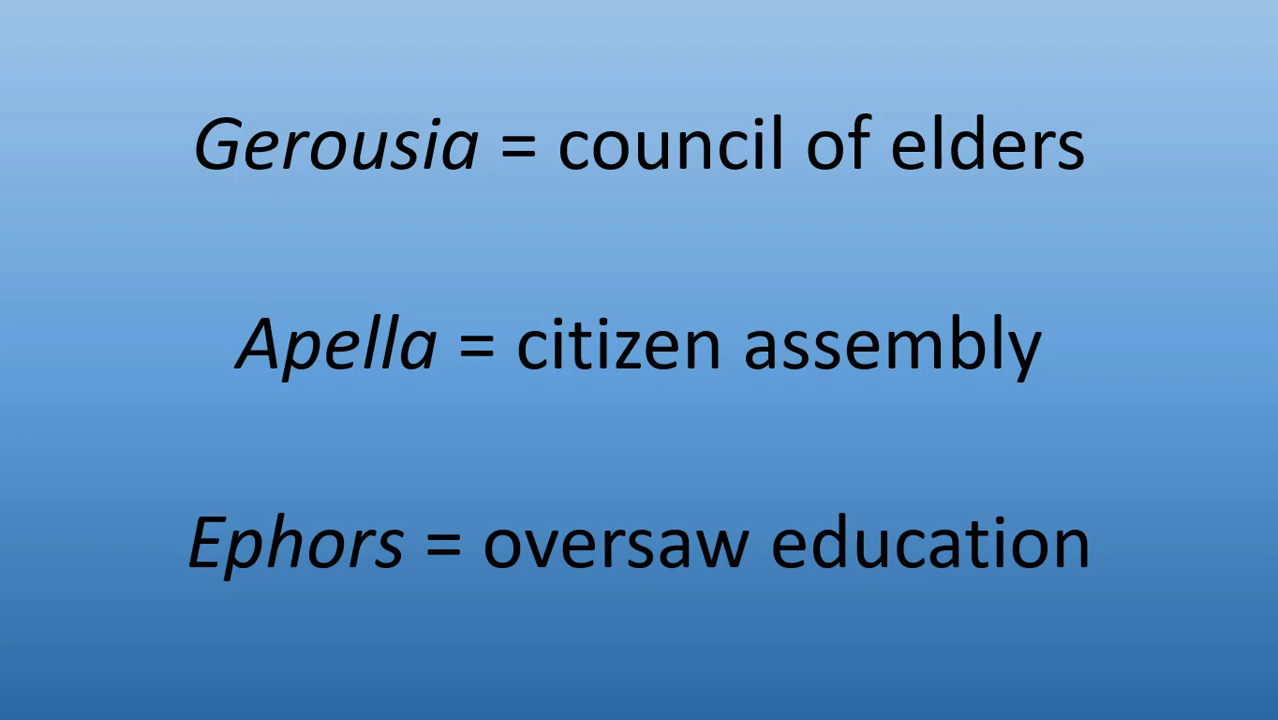 Gerousia = council of elders
Apella = citizen assembly
Ephors = oversaw education